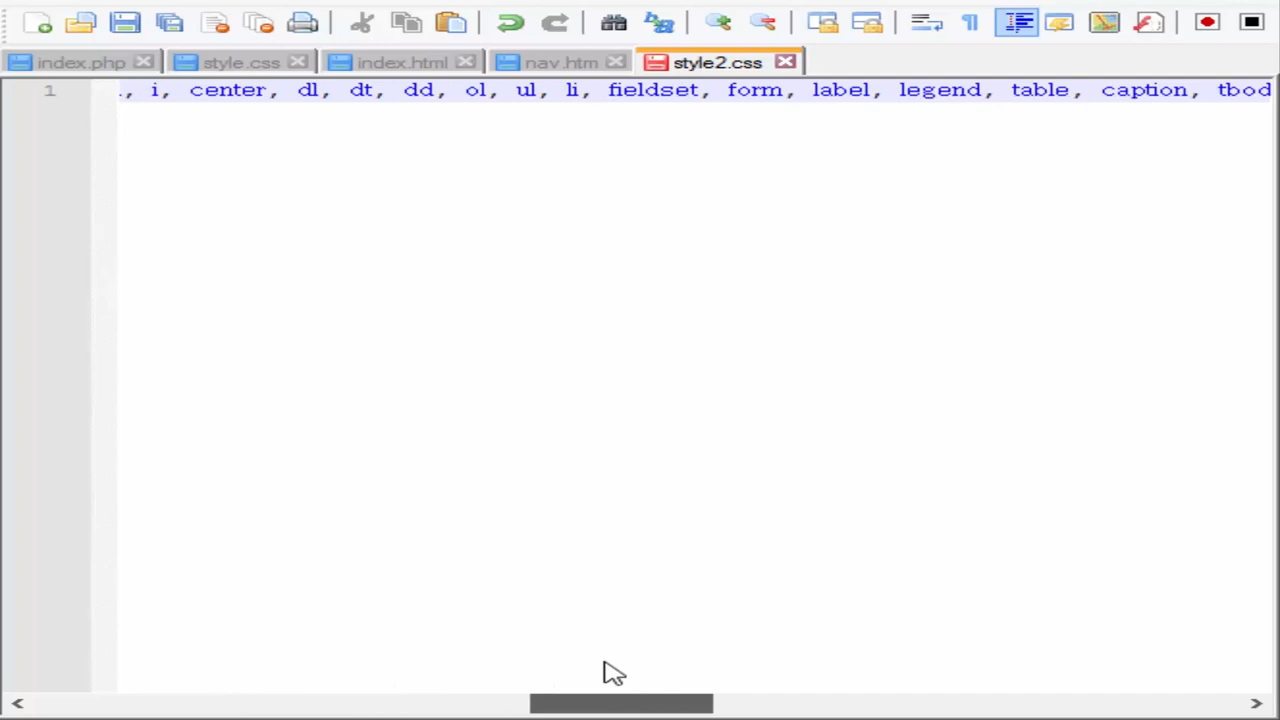 index.php style.css index.html nav.htm style2.css
1 , i, center, dl, dt, dd, ol, ul, li, fieldset, form, label, legend, table, caption, tbod